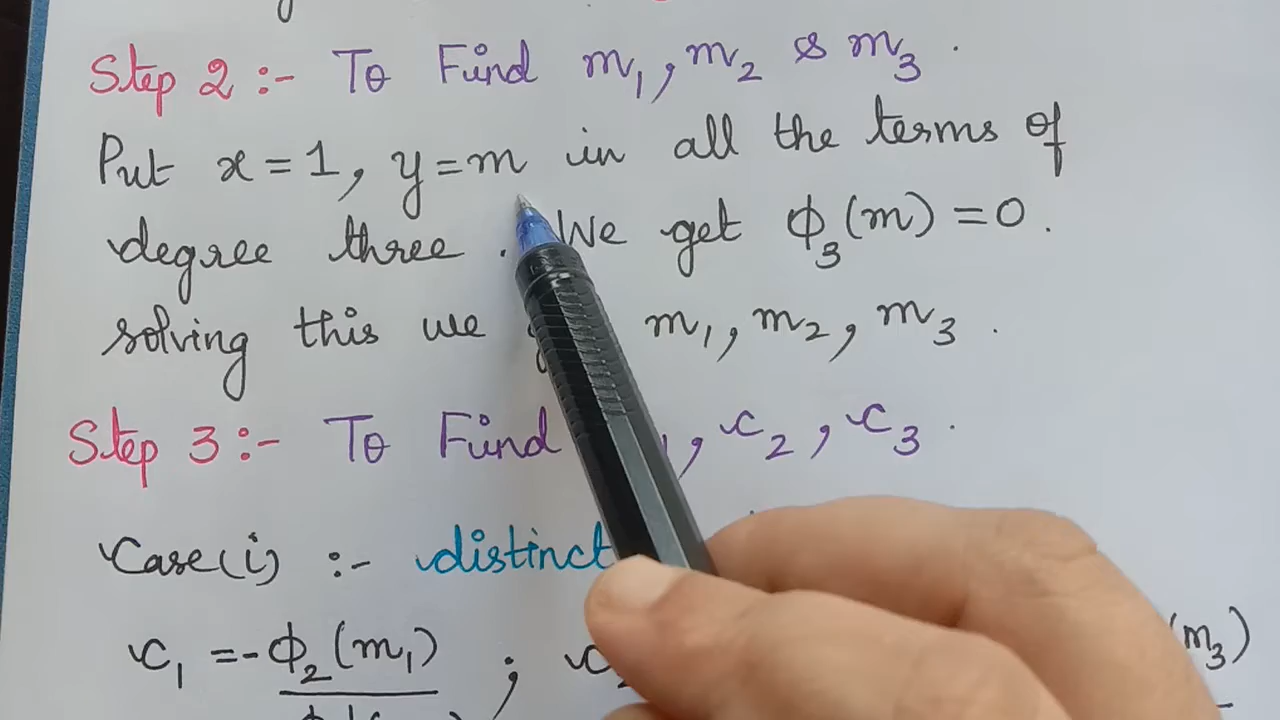 Step 2 :- To Find m₁, m₂ & m₃ .
Put x = 1, y = m in all the terms of
degree three . We get ϕ₃(m) = 0 .
solving this we m₁, m₂, m₃ .
Step 3 :- To Find , c₂, c₃ .
Case(i) :- distinct
c₁ = - ϕ₂(m₁) ; (m₃)